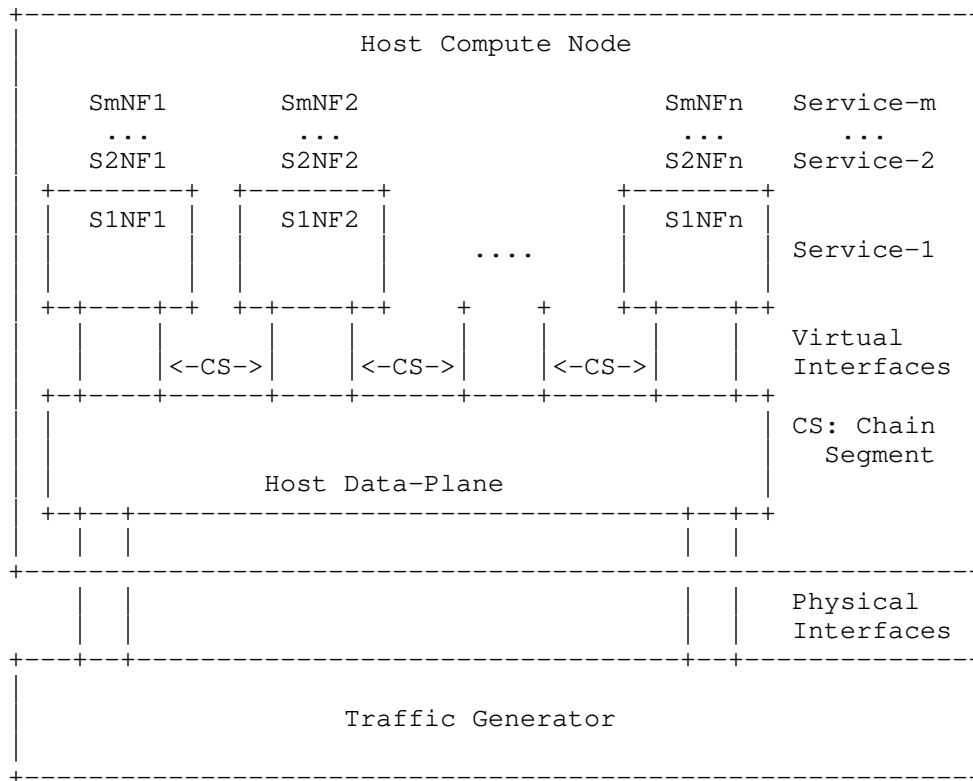 Host Compute Node
SmNF1 SmNF2 SmNFn Service-m
... ... ... ...
S2NF1 S2NF2 S2NFn Service-2
S1NF1 S1NF2 S1NFn
.... Service-1
Virtual
<-CS-> <-CS-> <-CS-> Interfaces
CS: Chain
Segment
Host Data-Plane
Physical
Interfaces
Traffic Generator